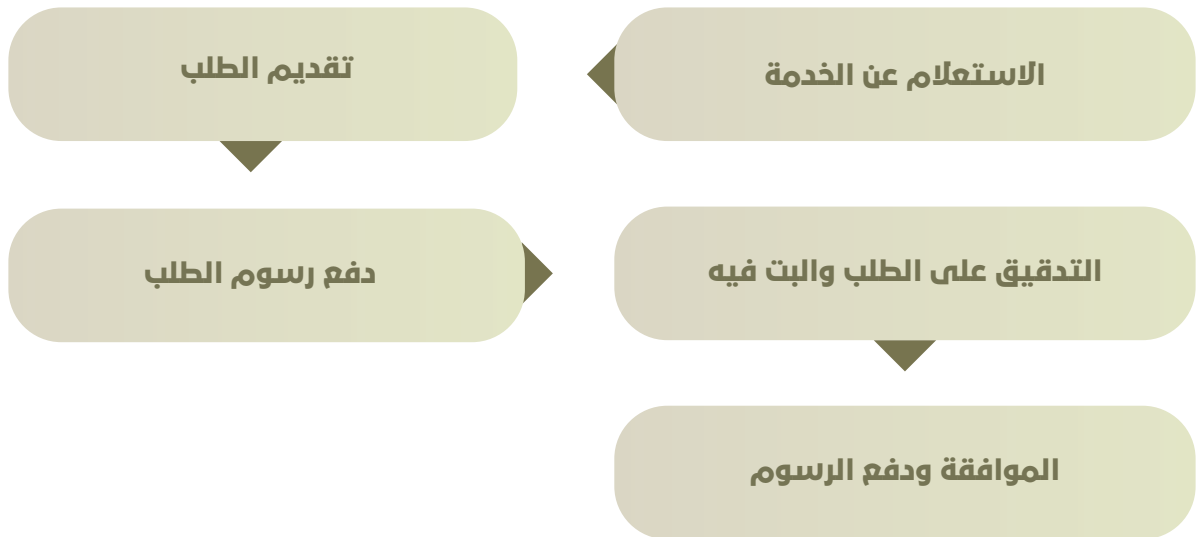 الاستعلام عن الخدمة
تقديم الطلب
دفع رسوم الطلب
التدقيق على الطلب والبت فيه
الموافقة ودفع الرسوم